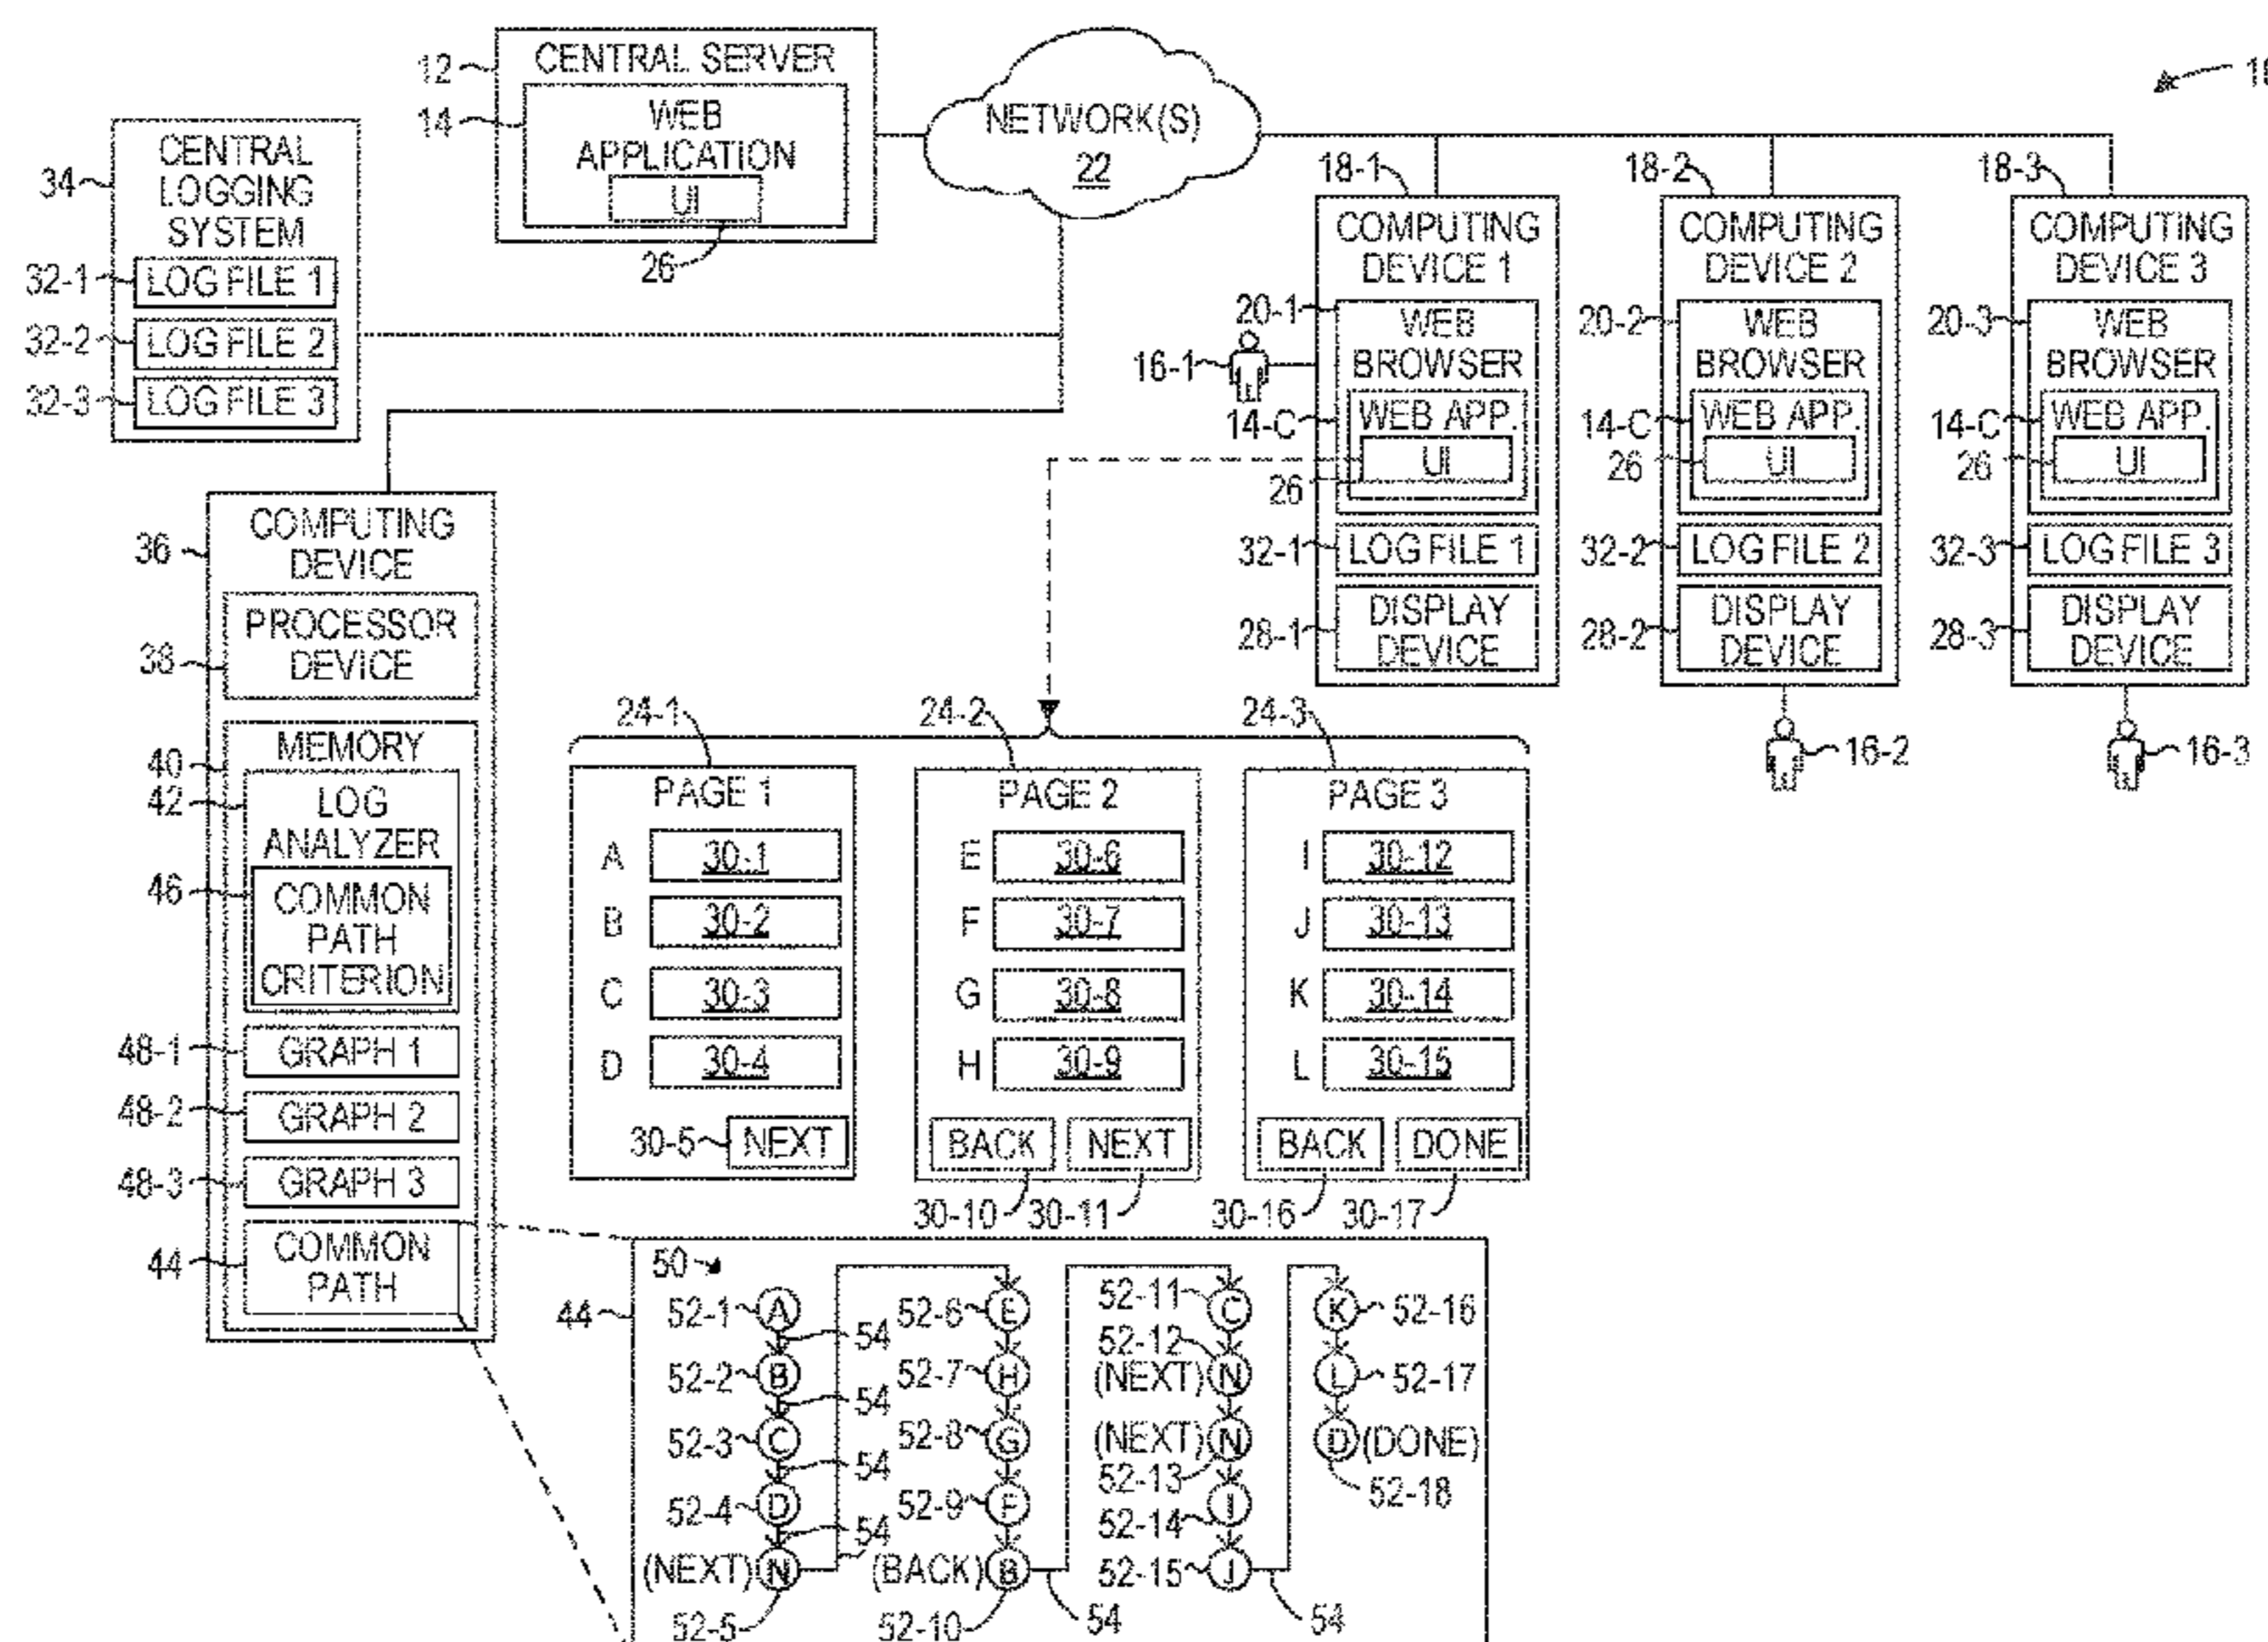 12
CENTRAL SERVER
14
WEB
APPLICATION
UI
26
NETWORK(S)
22
34
CENTRAL
LOGGING
SYSTEM
32-1
LOG FILE 1
32-2
LOG FILE 2
32-3
LOG FILE 3
18-1
COMPUTING
DEVICE 1
20-1
WEB
BROWSER
16-1
14-C
WEB APP.
UI
26
32-1
LOG FILE 1
28-1
DISPLAY
DEVICE
18-2
COMPUTING
DEVICE 2
20-2
WEB
BROWSER
14-C
WEB APP.
26
UI
32-2
LOG FILE 2
28-2
DISPLAY
DEVICE
16-2
18-3
COMPUTING
DEVICE 3
20-3
WEB
BROWSER
14-C
WEB APP.
26
UI
32-3
LOG FILE 3
28-3
DISPLAY
DEVICE
16-3
36
COMPUTING
DEVICE
38
PROCESSOR
DEVICE
40
MEMORY
42
LOG
ANALYZER
46
COMMON
PATH
CRITERION
48-1
GRAPH 1
48-2
GRAPH 2
48-3
GRAPH 3
44
COMMON
PATH
24-1
PAGE 1
A 30-1
B 30-2
C 30-3
D 30-4
30-5 NEXT
24-2
PAGE 2
E 30-6
F 30-7
G 30-8
H 30-9
BACK NEXT
30-10 30-11
24-3
PAGE 3
I 30-12
J 30-13
K 30-14
L 30-15
BACK DONE
30-16 30-17
44
50
52-1 A
54
52-2 B
54
52-3 C
54
52-4 D
54
(NEXT) N
54
52-5
52-6 E
52-7 H
52-8 G
52-9 F
(BACK) B
52-10
54
52-11 C
52-12
(NEXT) N
(NEXT) N
52-13
52-14 I
52-15 J
54
K 52-16
L 52-17
D (DONE)
52-18